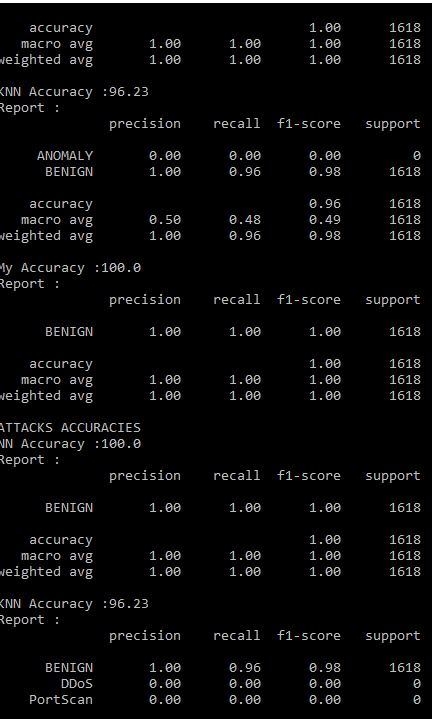 accuracy 1.00 1618
macro avg 1.00 1.00 1.00 1618
weighted avg 1.00 1.00 1.00 1618
KNN Accuracy :96.23
Report :
precision recall f1-score support
ANOMALY 0.00 0.00 0.00 0
BENIGN 1.00 0.96 0.98 1618
accuracy 0.96 1618
macro avg 0.50 0.48 0.49 1618
weighted avg 1.00 0.96 0.98 1618
My Accuracy :100.0
Report :
precision recall f1-score support
BENIGN 1.00 1.00 1.00 1618
accuracy 1.00 1618
macro avg 1.00 1.00 1.00 1618
weighted avg 1.00 1.00 1.00 1618
ATTACKS ACCURACIES
NN Accuracy :100.0
Report :
precision recall f1-score support
BENIGN 1.00 1.00 1.00 1618
accuracy 1.00 1618
macro avg 1.00 1.00 1.00 1618
weighted avg 1.00 1.00 1.00 1618
KNN Accuracy :96.23
Report :
precision recall f1-score support
BENIGN 1.00 0.96 0.98 1618
DDoS 0.00 0.00 0.00 0
PortScan 0.00 0.00 0.00 0